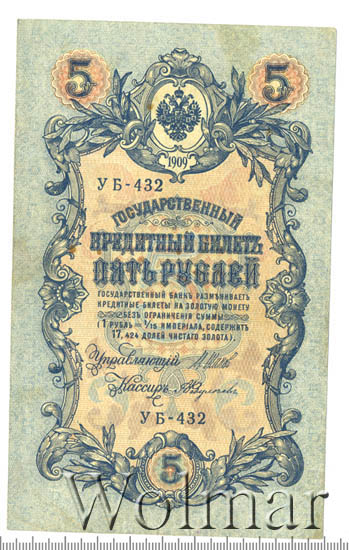 5 5
1909
УБ-432
ГОСУДАРСТВЕННЫЙ
КРЕДИТНЫЙ БИЛЕТЪ
ПЯТЬ РУБЛЕЙ
ГОСУДАРСТВЕННЫЙ БАНКЪ РАЗМѢНИВАЕТЪ
КРЕДИТНЫЕ БИЛЕТЫ НА ЗОЛОТУЮ МОНЕТУ
БЕЗЪ ОГРАНИЧЕНІЯ СУММЫ
(1 РУБЛЬ = 1/15 ИМПЕРІАЛА, СОДЕРЖИТЪ
17,424 ДОЛЕЙ ЧИСТАГО ЗОЛОТА).
Управляющій
Кассиръ
УБ-432
5
Wolmar